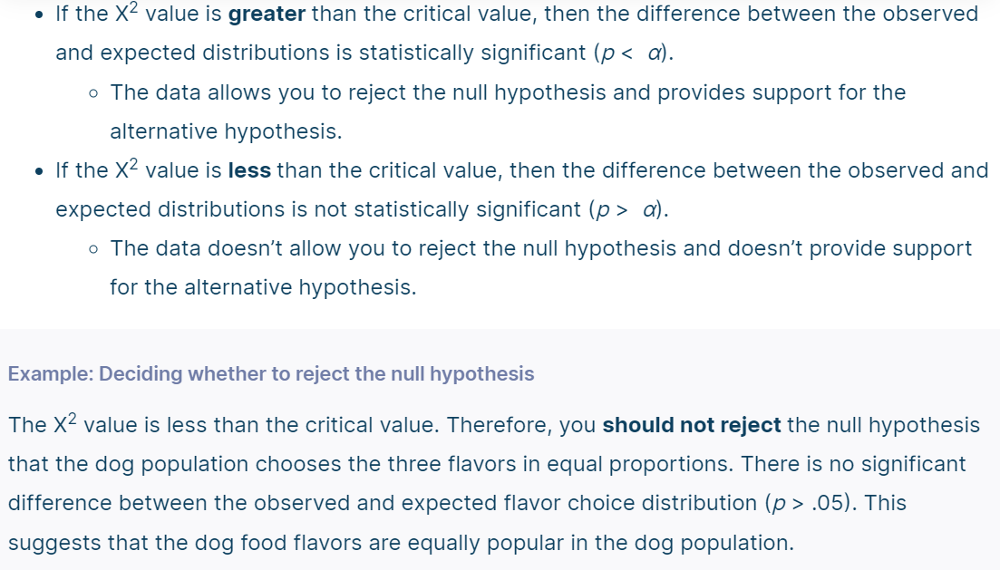 • If the X² value is greater than the critical value, then the difference between the observed
and expected distributions is statistically significant (p < α).
○ The data allows you to reject the null hypothesis and provides support for the
alternative hypothesis.
• If the X² value is less than the critical value, then the difference between the observed and
expected distributions is not statistically significant (p > α).
○ The data doesn’t allow you to reject the null hypothesis and doesn’t provide support
for the alternative hypothesis.
Example: Deciding whether to reject the null hypothesis
The X² value is less than the critical value. Therefore, you should not reject the null hypothesis
that the dog population chooses the three flavors in equal proportions. There is no significant
difference between the observed and expected flavor choice distribution (p > .05). This
suggests that the dog food flavors are equally popular in the dog population.